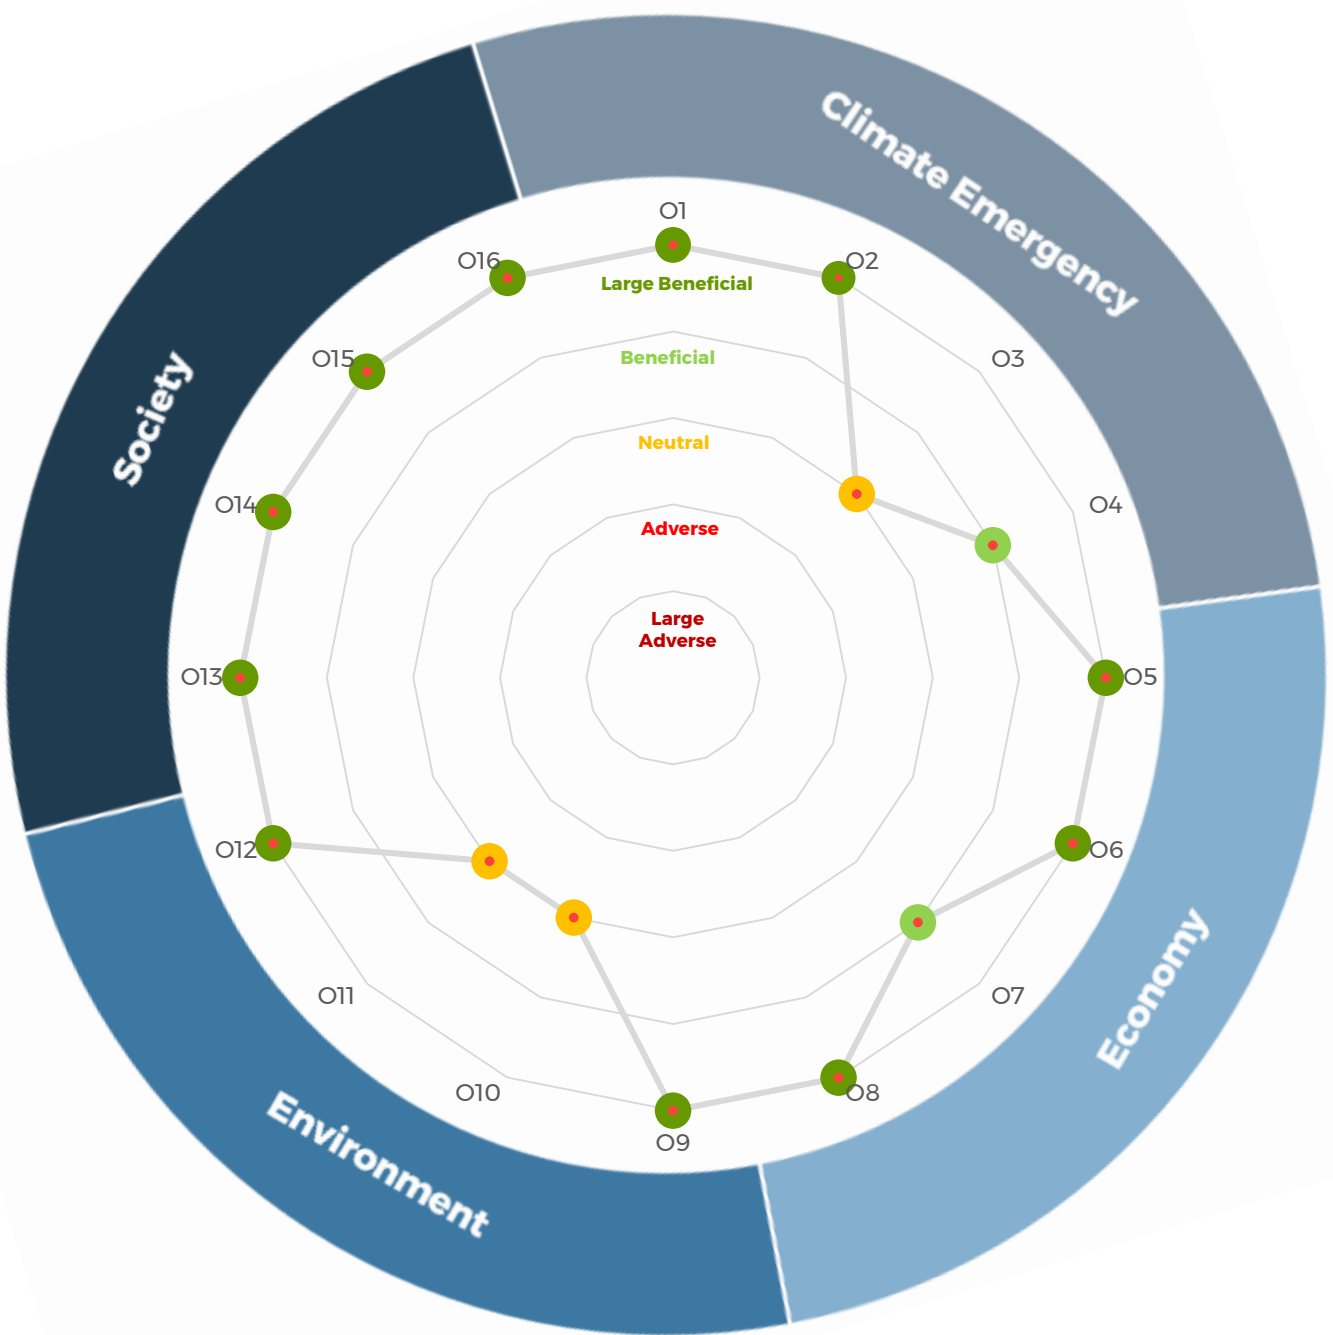 Climate Emergency
Society
O1
O16
O2
Large Beneficial
O15
Beneficial
O3
Neutral
O14
O4
Adverse
Large
Adverse
O13
O5
O12
O6
Economy
O11
O7
O10
O8
Environment
O9